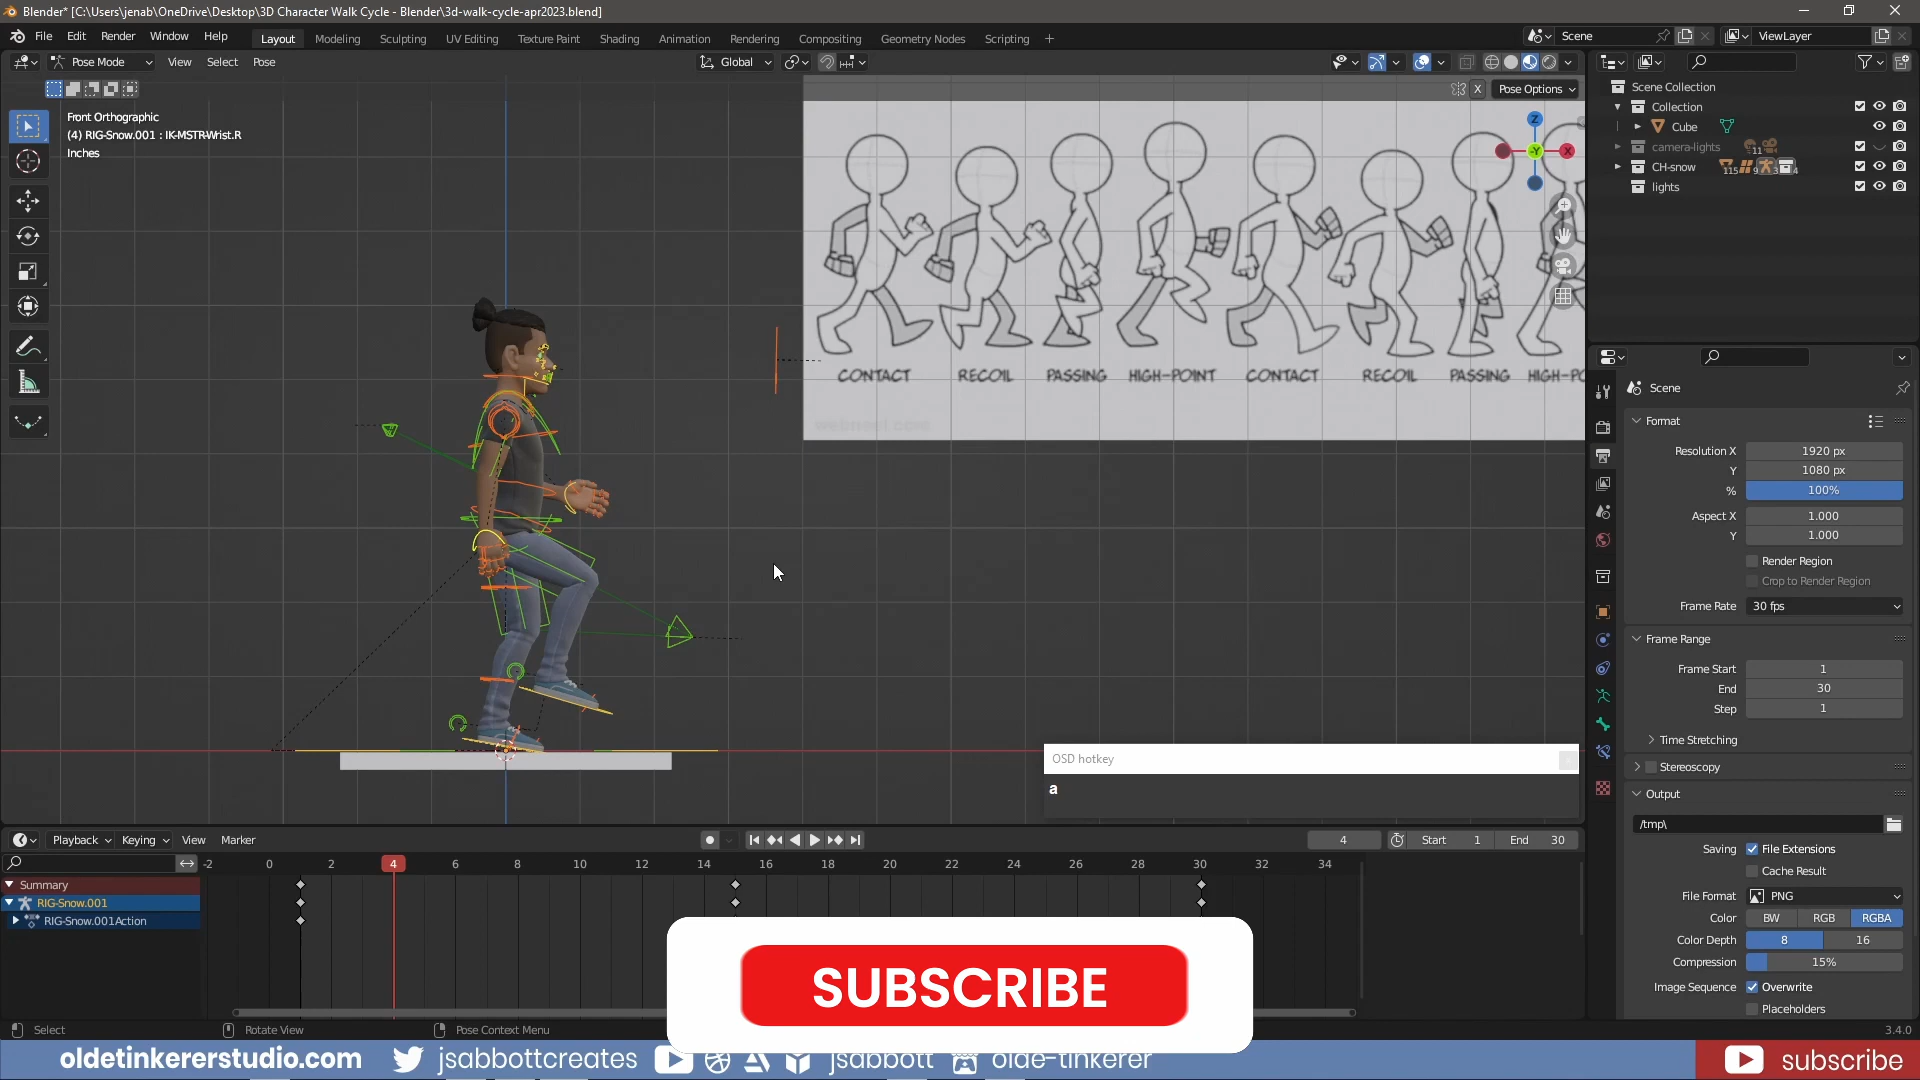 Blender* [C:\Users\jenab\OneDrive\Desktop\3D Character Walk Cycle - Blender\3d-walk-cycle-apr2023.blend]
File Edit Render Window Help Layout Modeling Sculpting UV Editing Texture Paint Shading Animation Rendering Compositing Geometry Nodes Scripting + Scene ViewLayer
Pose Mode View Select Pose Global
X Pose Options
Front Orthographic
(4) RIG-Snow.001 : IK-MSTR-Wrist.R
Inches
Z
-Y
X
CONTACT RECOIL PASSING HIGH-POINT CONTACT RECOIL PASSING HIGH-PO
OSD hotkey
a
Scene Collection
Collection
Cube
camera-lights 11
CH-snow 115 9 3 4
lights
Scene
Format
Resolution X 1920 px
Y 1080 px
% 100%
Aspect X 1.000
Y 1.000
Render Region
Crop to Render Region
Frame Rate 30 fps
Frame Range
Frame Start 1
End 30
Step 1
Time Stretching
Stereoscopy
Output
/tmp\
Saving File Extensions
Cache Result
File Format PNG
Color BW RGB RGBA
Color Depth 8 16
Compression 15%
Image Sequence Overwrite
Placeholders
Playback Keying View Marker 4 Start 1 End 30
-2 0 2 4 6 8 10 12 14 16 18 20 22 24 26 28 30 32 34
Summary
RIG-Snow.001
RIG-Snow.001Action
SUBSCRIBE
Select Rotate View Pose Context Menu 3.4.0
oldetinkererstudio.com jsabbottcreates jsabbott olde-tinkerer subscribe